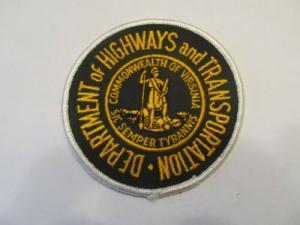 DEPARTMENT of HIGHWAYS and TRANSPORTATION •
COMMONWEALTH OF VIRGINIA
SIC SEMPER TYRANNIS